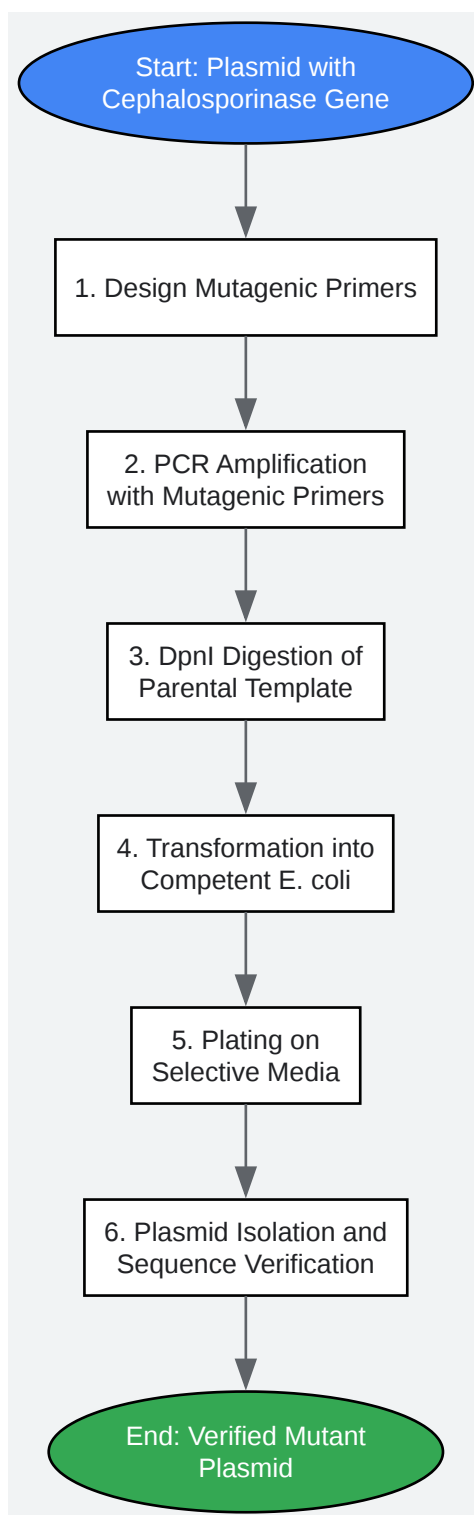 Start: Plasmid with
Cephalosporinase Gene
1. Design Mutagenic Primers
2. PCR Amplification
with Mutagenic Primers
3. DpnI Digestion of
Parental Template
4. Transformation into
Competent E. coli
5. Plating on
Selective Media
6. Plasmid Isolation and
Sequence Verification
End: Verified Mutant
Plasmid